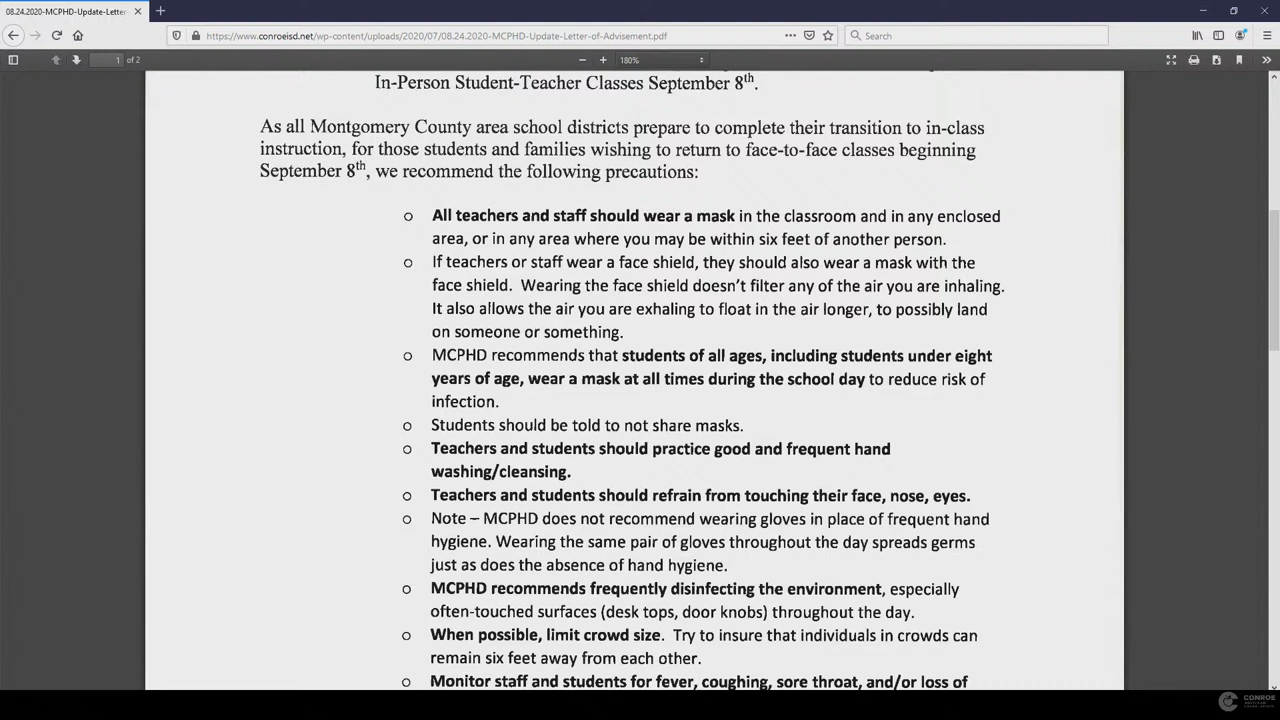 08.24.2020-MCPHD-Update-Letter-
https://www.conroeisd.net/wp-content/uploads/2020/07/08.24.2020-MCPHD-Update-Letter-of-Advisement.pdf
Search
1 of 2
180%
In-Person Student-Teacher Classes September 8th.
As all Montgomery County area school districts prepare to complete their transition to in-class
instruction, for those students and families wishing to return to face-to-face classes beginning
September 8th, we recommend the following precautions:
o All teachers and staff should wear a mask in the classroom and in any enclosed
area, or in any area where you may be within six feet of another person.
o If teachers or staff wear a face shield, they should also wear a mask with the
face shield. Wearing the face shield doesn't filter any of the air you are inhaling.
It also allows the air you are exhaling to float in the air longer, to possibly land
on someone or something.
o MCPHD recommends that students of all ages, including students under eight
years of age, wear a mask at all times during the school day to reduce risk of
infection.
o Students should be told to not share masks.
o Teachers and students should practice good and frequent hand
washing/cleansing.
o Teachers and students should refrain from touching their face, nose, eyes.
o Note – MCPHD does not recommend wearing gloves in place of frequent hand
hygiene. Wearing the same pair of gloves throughout the day spreads germs
just as does the absence of hand hygiene.
o MCPHD recommends frequently disinfecting the environment, especially
often-touched surfaces (desk tops, door knobs) throughout the day.
o When possible, limit crowd size. Try to insure that individuals in crowds can
remain six feet away from each other.
o Monitor staff and students for fever, coughing, sore throat, and/or loss of
CONROE